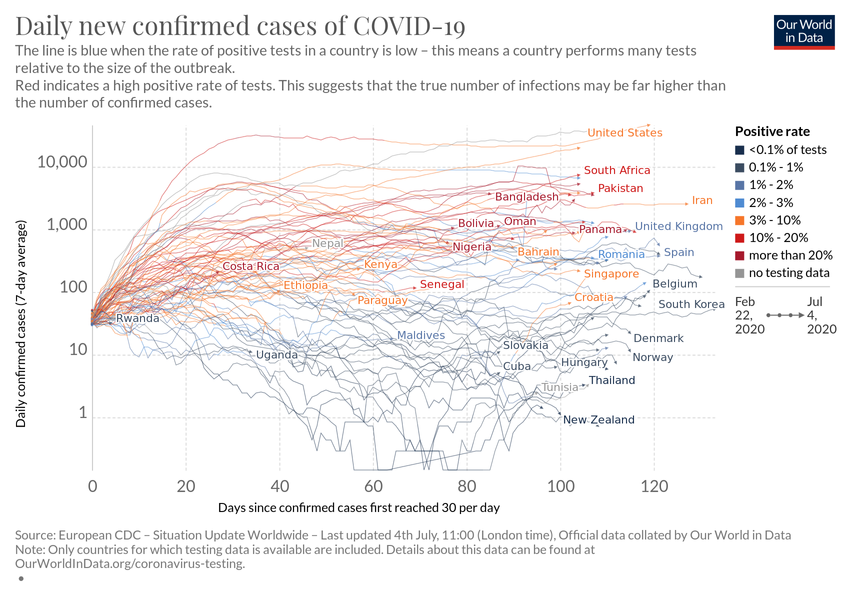 Daily new confirmed cases of COVID-19
Our World
in Data
The line is blue when the rate of positive tests in a country is low – this means a country performs many tests
relative to the size of the outbreak.
Red indicates a high positive rate of tests. This suggests that the true number of infections may be far higher than
the number of confirmed cases.
Daily confirmed cases (7-day average)
10,000
1,000
100
10
1
United States
South Africa
Pakistan
Bangladesh
Iran
Bolivia
Oman
Panama
United Kingdom
Nepal
Nigeria
Bahrain
Romania
Spain
Costa Rica
Kenya
Singapore
Ethiopia
Senegal
Belgium
Paraguay
Croatia
South Korea
Rwanda
Maldives
Denmark
Slovakia
Uganda
Norway
Cuba
Hungary
Thailand
Tunisia
New Zealand
Positive rate
<0.1% of tests
0.1% - 1%
1% - 2%
2% - 3%
3% - 10%
10% - 20%
more than 20%
no testing data
Feb
22,
2020
Jul
4,
2020
0
20
40
60
80
100
120
Days since confirmed cases first reached 30 per day
Source: European CDC – Situation Update Worldwide – Last updated 4th July, 11:00 (London time), Official data collated by Our World in Data
Note: Only countries for which testing data is available are included. Details about this data can be found at
OurWorldInData.org/coronavirus-testing.